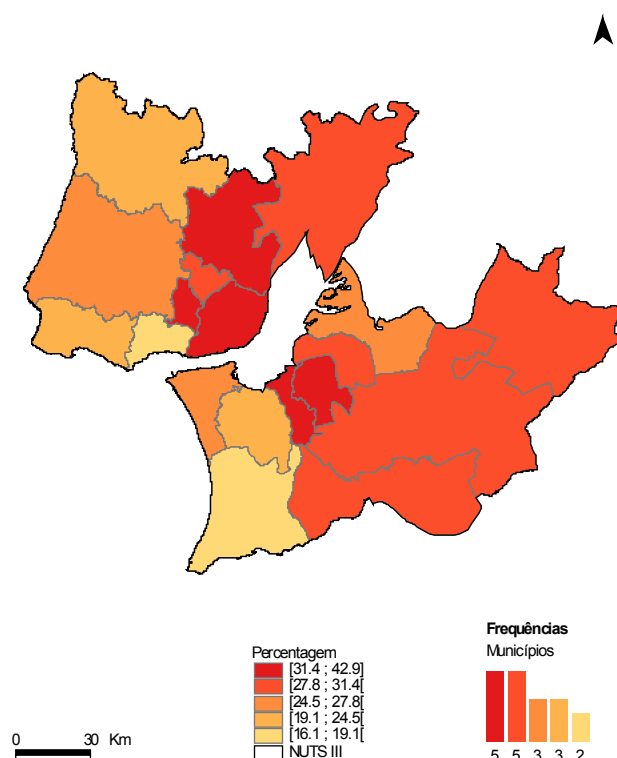 Frequências
Municípios
Percentagem
[31.4 ; 42.9]
[27.8 ; 31.4[
[24.5 ; 27.8[
[19.1 ; 24.5[
[16.1 ; 19.1[
NUTS III
0 30 Km
5 5 3 3 2